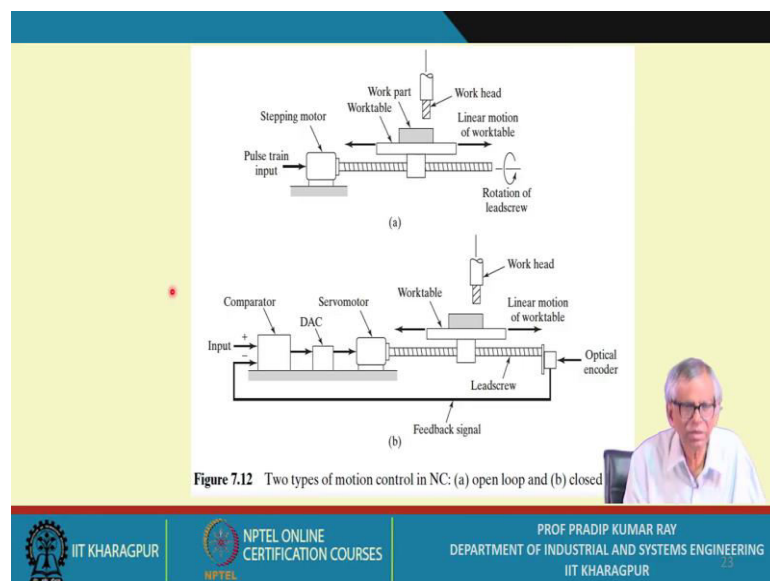 Work part
Worktable
Work head
Stepping motor
Linear motion
of worktable
Pulse train
input
Rotation of
leadscrew
(a)
Work head
Comparator
Servomotor
Worktable
Linear motion
of worktable
DAC
Input
+
−
Optical
encoder
Leadscrew
Feedback signal
(b)
Figure 7.12 Two types of motion control in NC: (a) open loop and (b) closed
IIT KHARAGPUR
NPTEL
NPTEL ONLINE
CERTIFICATION COURSES
PROF PRADIP KUMAR RAY
DEPARTMENT OF INDUSTRIAL AND SYSTEMS ENGINEERING
IIT KHARAGPUR
23